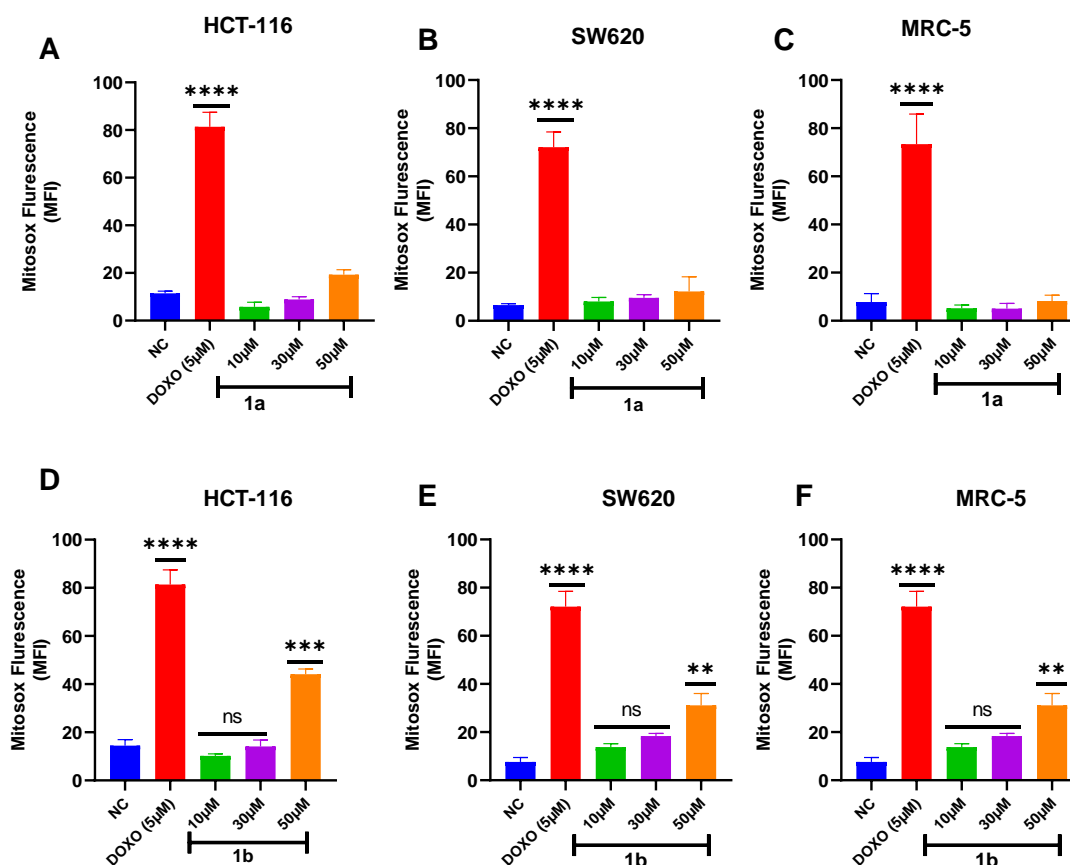 A
HCT-116
Mitosox Flurescence
(MFI)
100
80
60
40
20
0
****
NC
DOXO (5µM)
10µM
30µM
50µM
1a
B
SW620
Mitosox Flurescence
(MFI)
100
80
60
40
20
0
****
NC
DOXO (5µM)
10µM
30µM
50µM
1a
C
MRC-5
Mitosox Flurescence
(MFI)
100
80
60
40
20
0
****
NC
DOXO (5µM)
10µM
30µM
50µM
1a
D
HCT-116
Mitosox Flurescence
(MFI)
100
80
60
40
20
0
****
ns
***
NC
DOXO (5µM)
10µM
30µM
50µM
1b
E
SW620
Mitosox Flurescence
(MFI)
100
80
60
40
20
0
****
ns
**
NC
DOXO (5µM)
10µM
30µM
50µM
1b
F
MRC-5
Mitosox Flurescence
(MFI)
100
80
60
40
20
0
****
ns
**
NC
DOXO (5µM)
10µM
30µM
50µM
1b